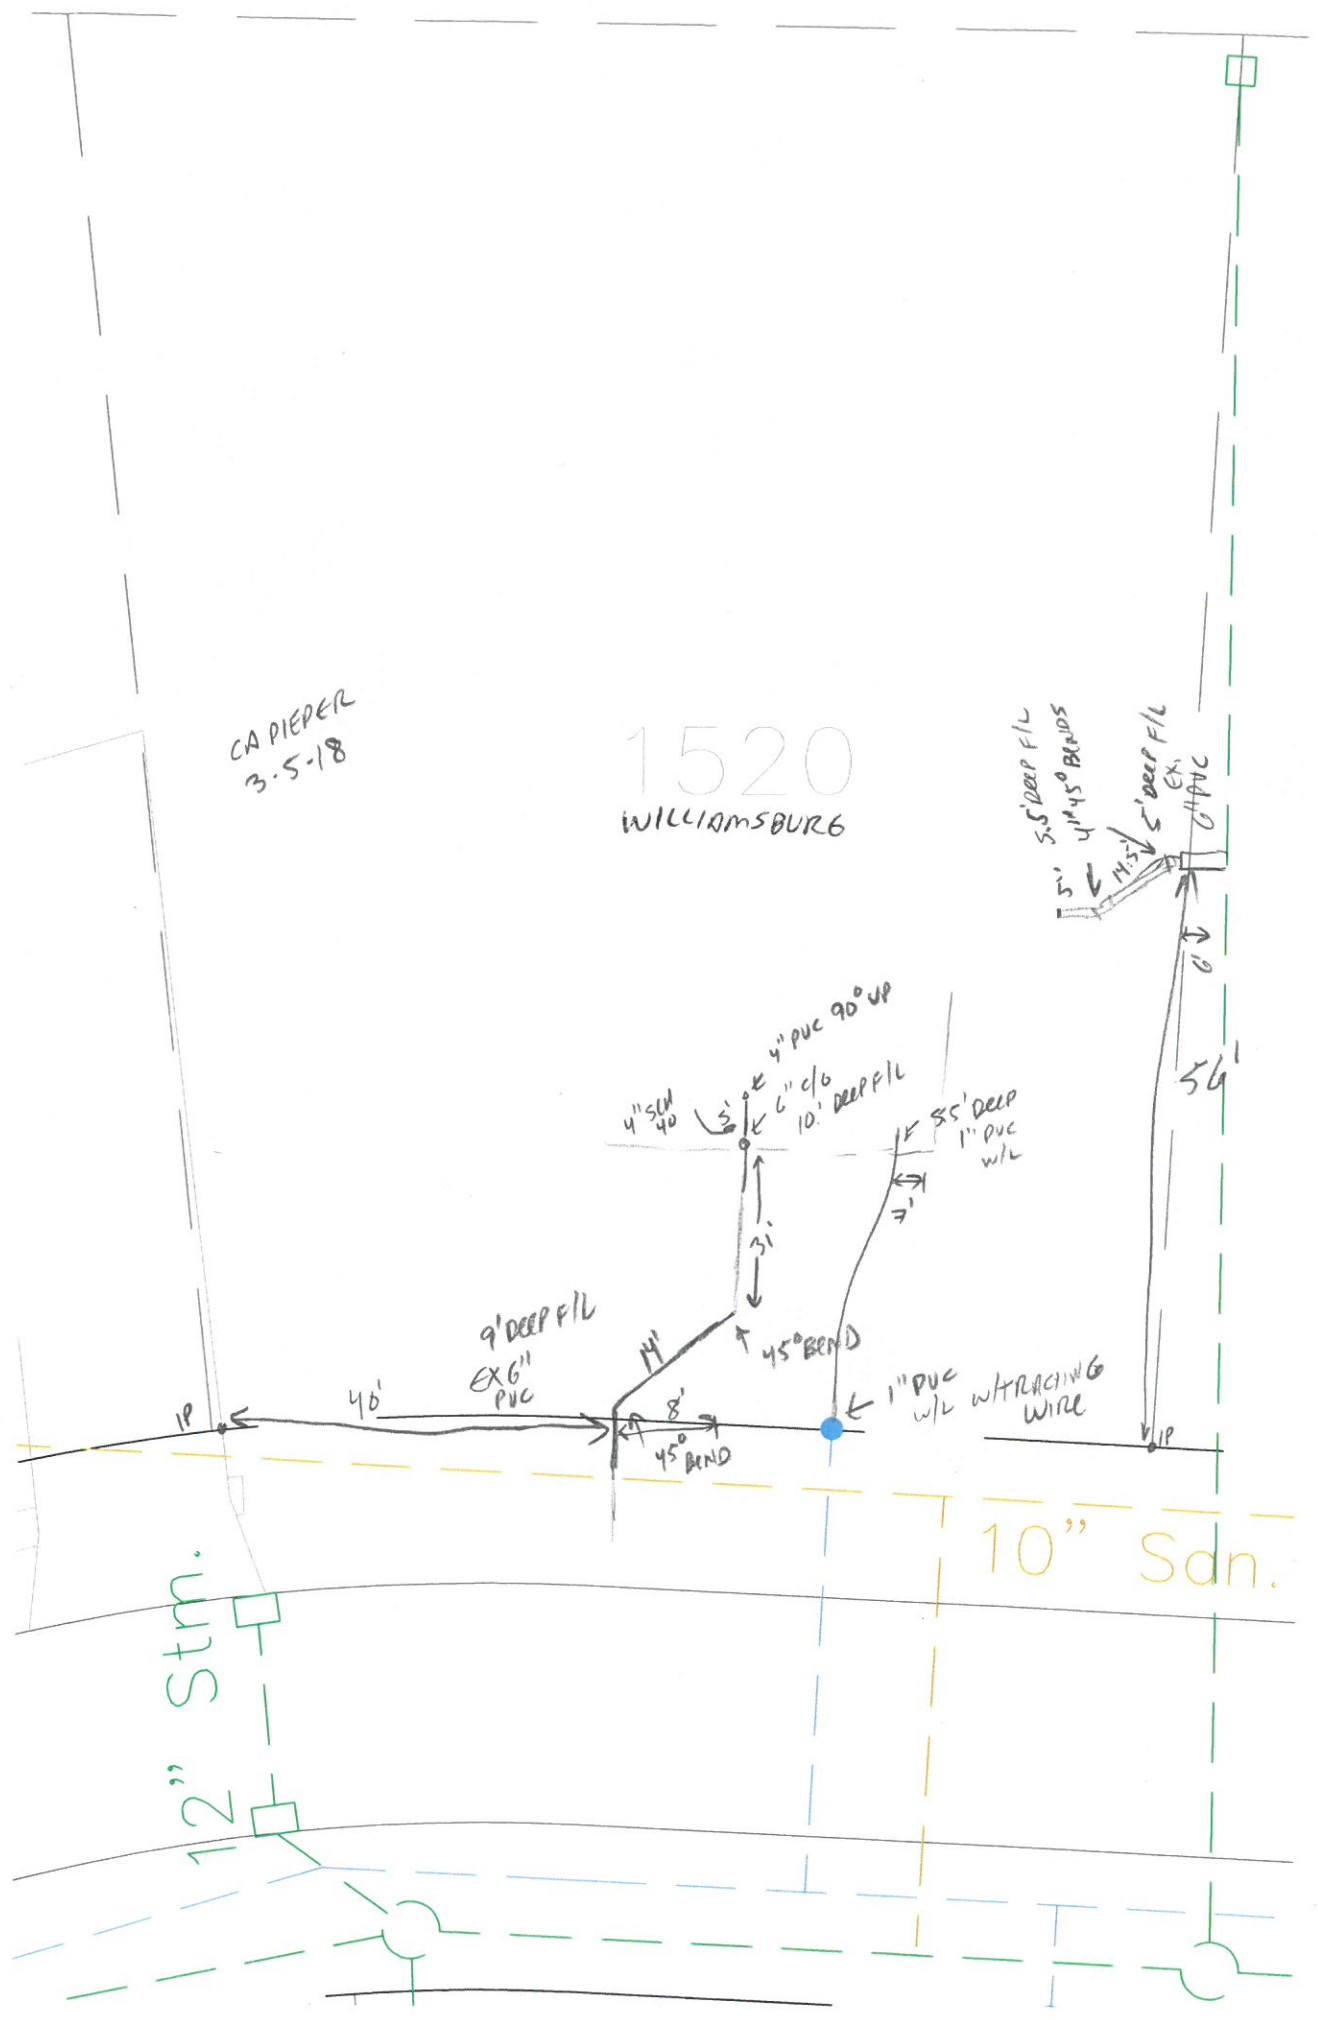 CA PIEPER
3-5-18
1520
WILLIAMSBURG
5.5' DEEP F/L
4" 45° BENDS
5' DEEP F/L
EX.
6" PVC
5'
14.5'
6'
56'
4" PVC 90° UP
6" C/O
10' DEEP F/L
4" SCH
40
5'
5.5' DEEP
1" PVC
W/L
7'
31'
9' DEEP F/L
EX 6"
PVC
14'
45° BEND
IP
40'
8'
45°
BEND
1" PVC
W/L
W/TRACING
WIRE
IP
10” San.
12” Stm.